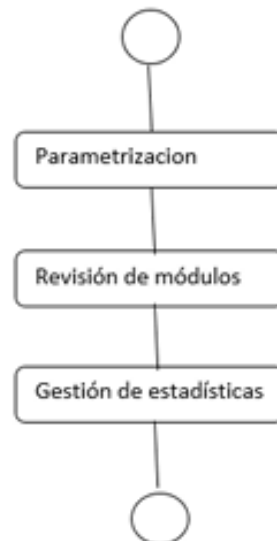 Parametrizacion
Revisión de módulos
Gestión de estadísticas